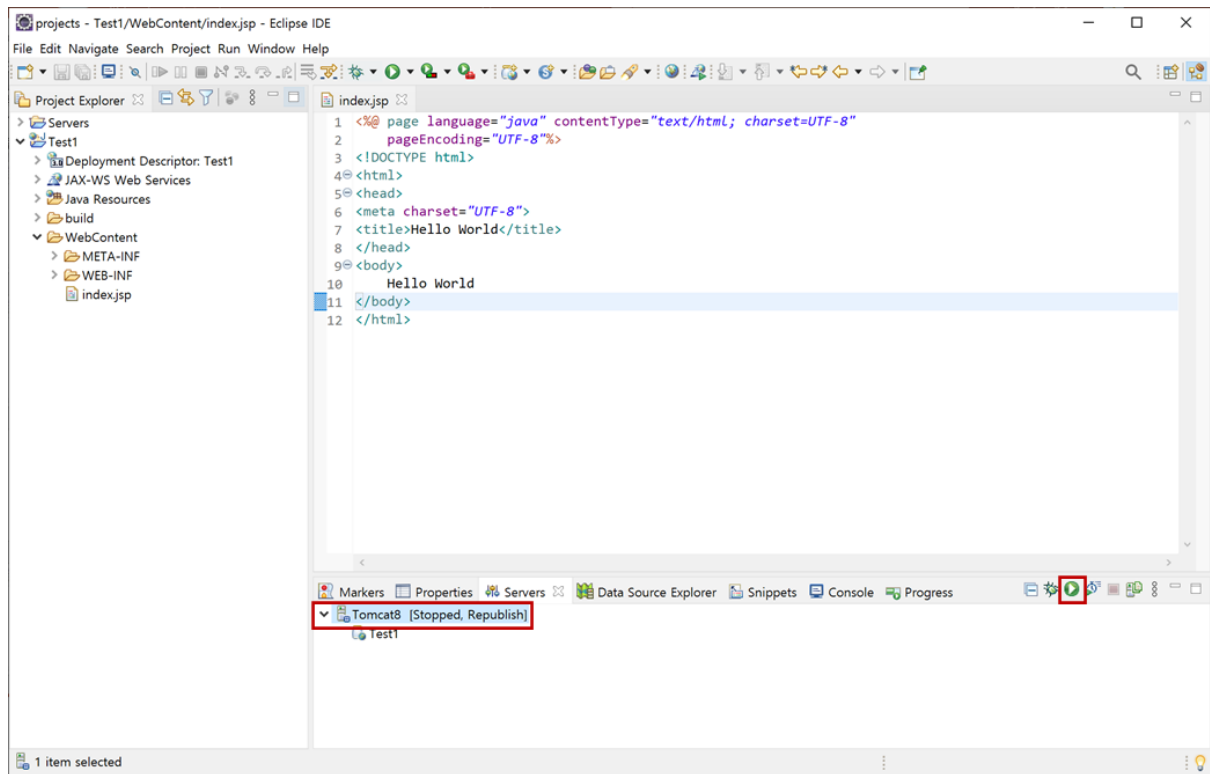 projects - Test1/WebContent/index.jsp - Eclipse IDE
File Edit Navigate Search Project Run Window Help
Project Explorer
Servers
Test1
Deployment Descriptor: Test1
JAX-WS Web Services
Java Resources
build
WebContent
META-INF
WEB-INF
index.jsp
index.jsp
1 <%@ page language="java" contentType="text/html; charset=UTF-8"
2 pageEncoding="UTF-8"%>
3 <!DOCTYPE html>
4 <html>
5 <head>
6 <meta charset="UTF-8">
7 <title>Hello World</title>
8 </head>
9 <body>
10 Hello World
11 </body>
12 </html>
Markers Properties Servers Data Source Explorer Snippets Console Progress
Tomcat8 [Stopped, Republish]
Test1
1 item selected